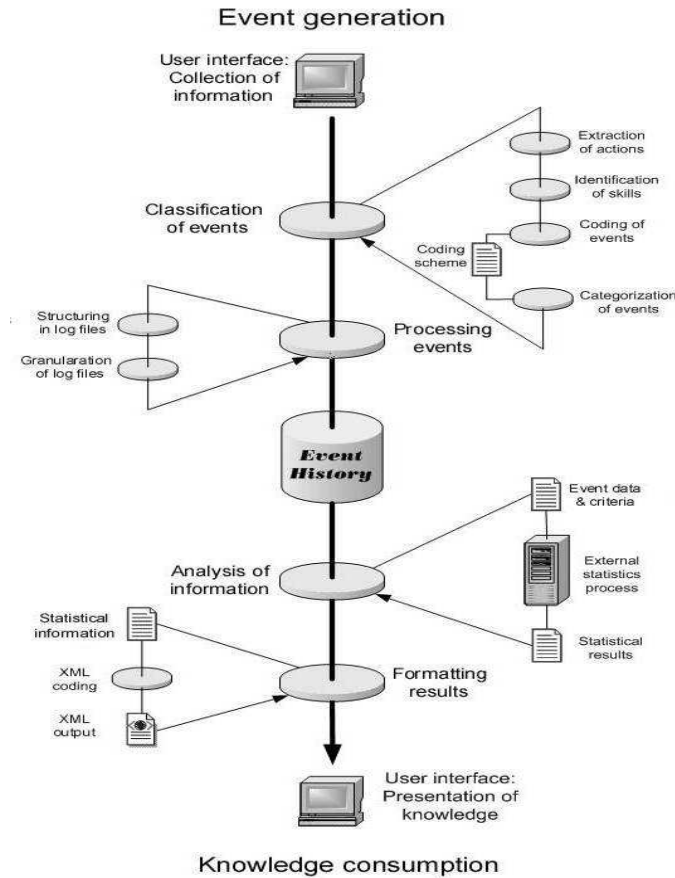 Event generation
User interface:
Collection of
information
Extraction
of actions
Identification
of skills
Classification
of events
Coding of
events
Coding
scheme
Categorization
of events
Structuring
in log files
Processing
events
Granularation
of log files
Event
History
Event data
& criteria
Analysis of
information
External
statistics
process
Statistical
information
Statistical
results
XML
coding
Formatting
results
XML
output
User interface:
Presentation of
knowledge
Knowledge consumption